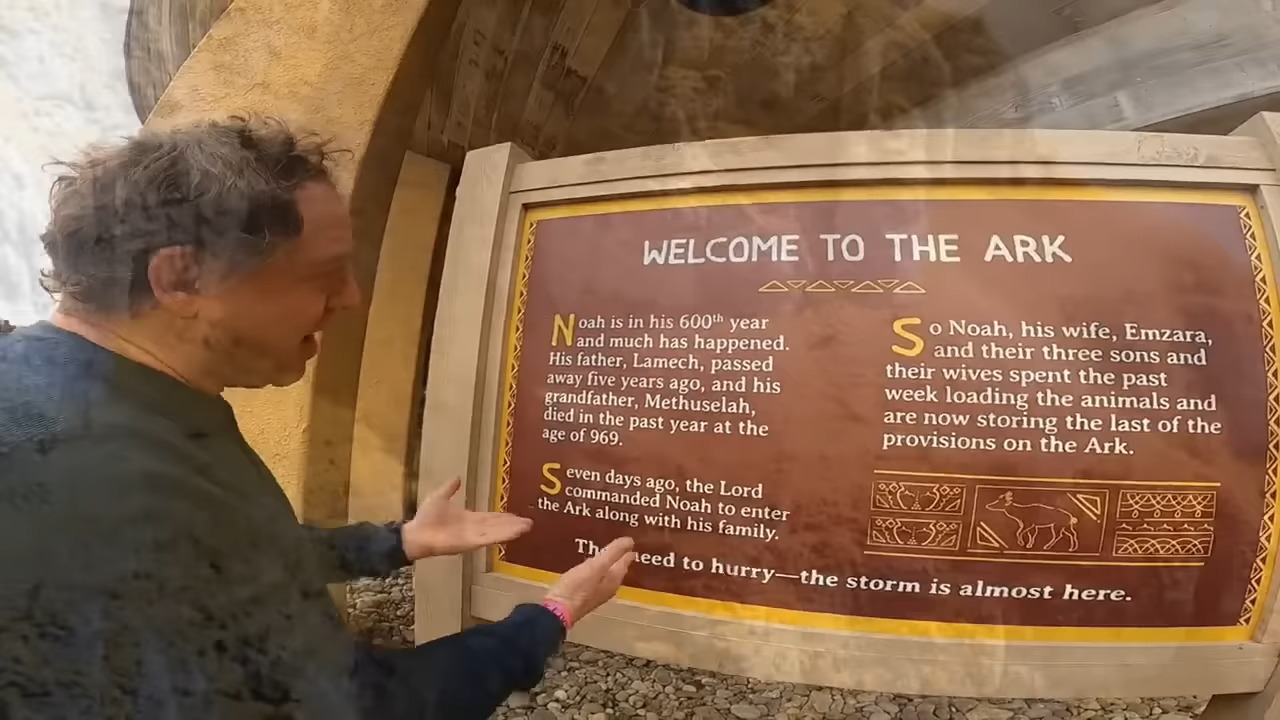 WELCOME TO THE ARK
Noah is in his 600th year
and much has happened.
His father, Lamech, passed
away five years ago, and his
grandfather, Methuselah,
died in the past year at the
age of 969.
Seven days ago, the Lord
commanded Noah to enter
the Ark along with his family.
So Noah, his wife, Emzara,
and their three sons and
their wives spent the past
week loading the animals and
are now storing the last of the
provisions on the Ark.
need to hurry—the storm is almost here.